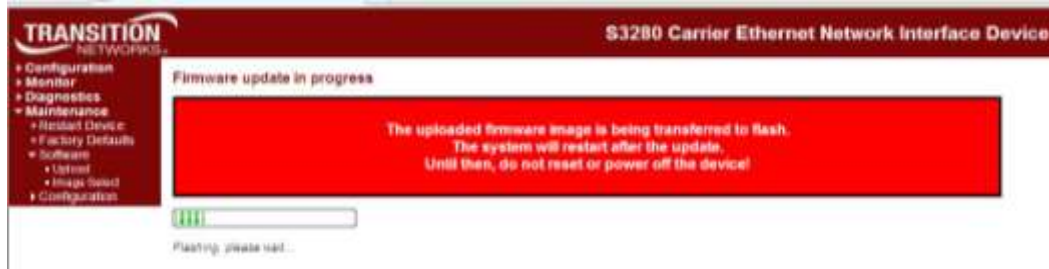 TRANSITION
NETWORKS
S3280 Carrier Ethernet Network Interface Device
Configuration
Monitor
Diagnostics
Maintenance
Restart Device
Factory Defaults
Software
Upload
Image Select
Configuration
Firmware update in progress
The uploaded firmware image is being transferred to flash.
The system will restart after the update.
Until then, do not reset or power off the device!
Flashing, please wait...